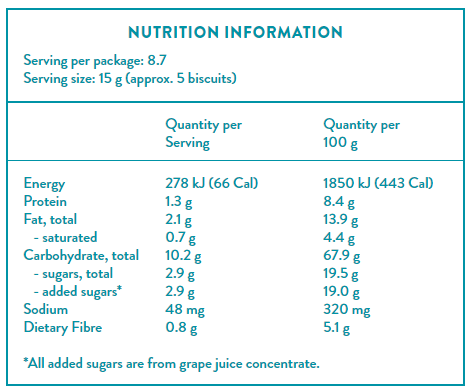 NUTRITION INFORMATION
Serving per package: 8.7
Serving size: 15 g (approx. 5 biscuits)
Quantity per Serving Quantity per 100 g
Energy 278 kJ (66 Cal) 1850 kJ (443 Cal)
Protein 1.3 g 8.4 g
Fat, total 2.1 g 13.9 g
- saturated 0.7 g 4.4 g
Carbohydrate, total 10.2 g 67.9 g
- sugars, total 2.9 g 19.5 g
- added sugars* 2.9 g 19.0 g
Sodium 48 mg 320 mg
Dietary Fibre 0.8 g 5.1 g
*All added sugars are from grape juice concentrate.